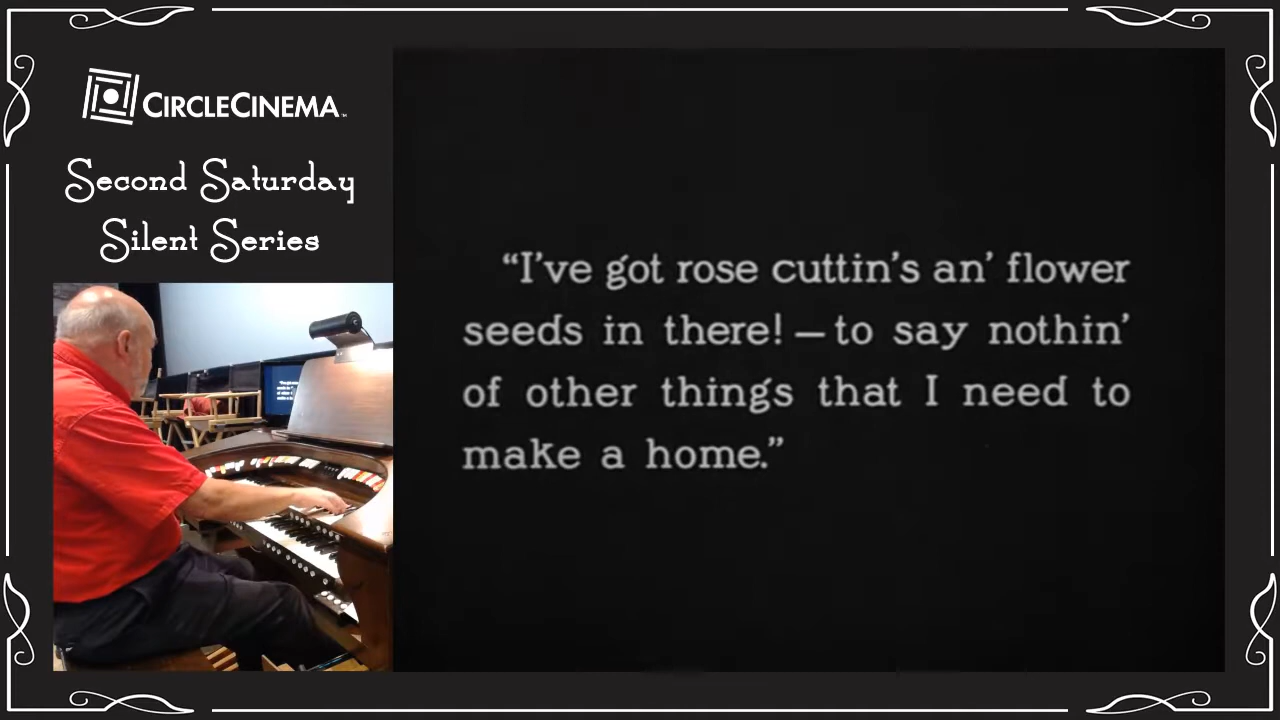 CIRCLECINEMA™
Second Saturday
Silent Series
“I’ve got rose cuttin’s an’ flower
seeds in there! — to say nothin’
of other things that I need to
make a home.”